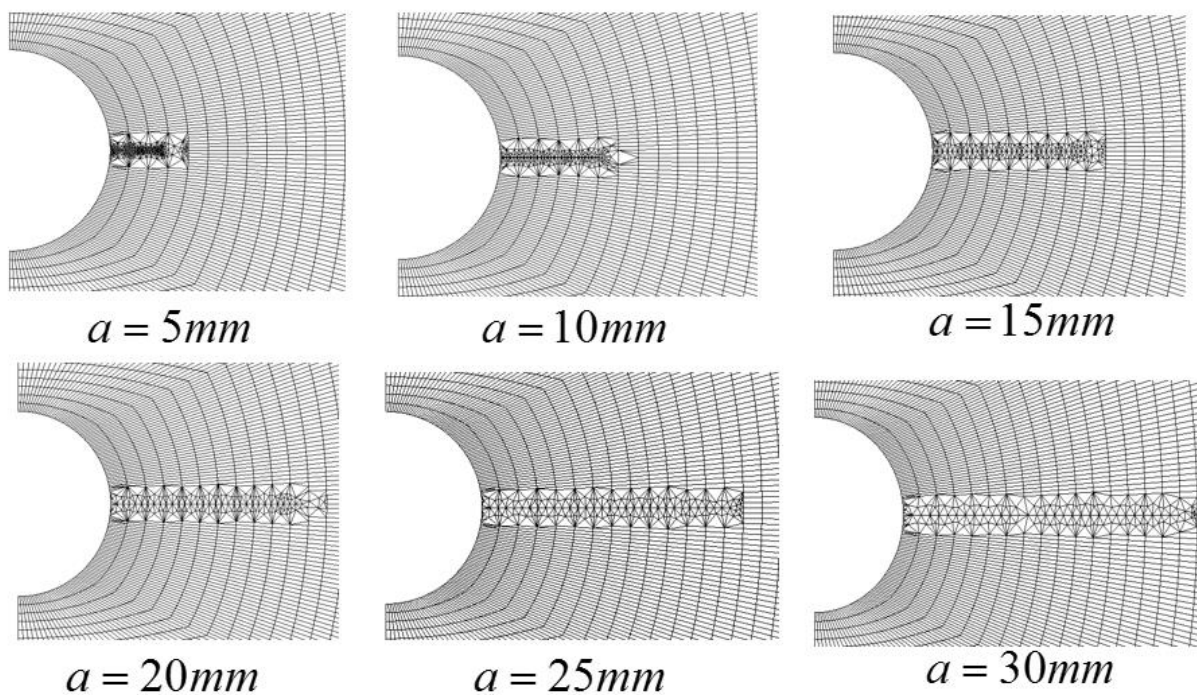 a = 5mm
a = 10mm
a = 15mm
a = 20mm
a = 25mm
a = 30mm